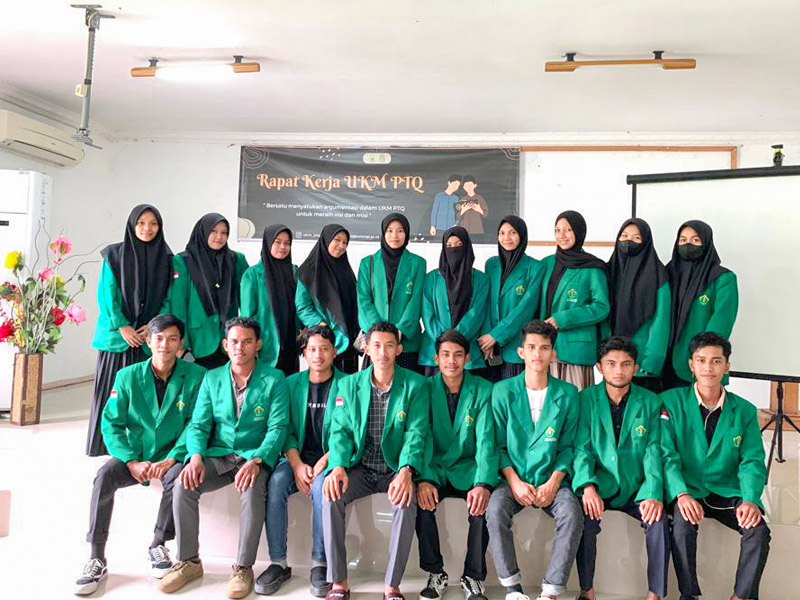 Rapat Kerja UKM PTQ
" Bersatu menyatukan argumentasi dalam UKM PTQ
untuk meraih visi dan misi "